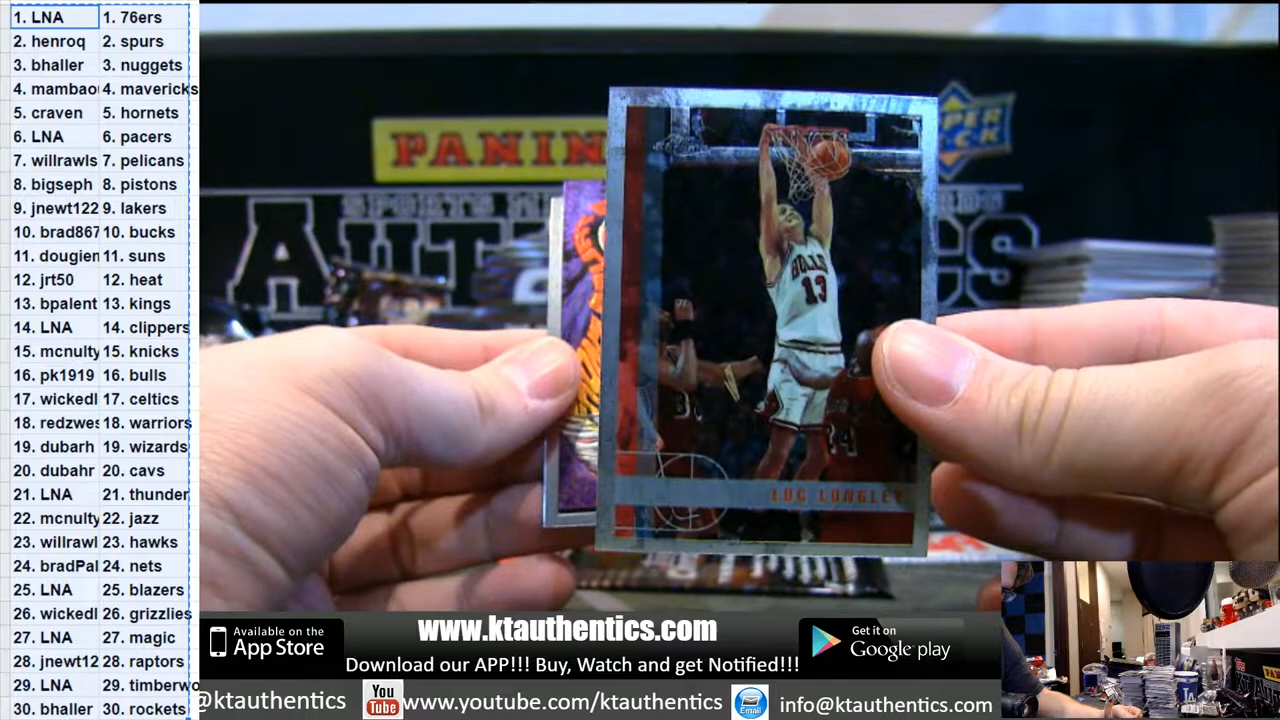 1. LNA 1. 76ers
2. henroq 2. spurs
3. bhaller 3. nuggets
4. mambao 4. mavericks
5. craven 5. hornets
6. LNA 6. pacers
7. willrawls 7. pelicans
8. bigseph 8. pistons
9. jnewt122 9. lakers
10. brad867 10. bucks
11. dougien 11. suns
12. jrt50 12. heat
13. bpalent 13. kings
14. LNA 14. clippers
15. mcnulty 15. knicks
16. pk1919 16. bulls
17. wickedl 17. celtics
18. redzwes 18. warriors
19. dubarh 19. wizards
20. dubahr 20. cavs
21. LNA 21. thunder
22. mcnulty 22. jazz
23. willrawl 23. hawks
24. bradPal 24. nets
25. LNA 25. blazers
26. wickedl 26. grizzlies
27. LNA 27. magic
28. jnewt12 28. raptors
29. LNA 29. timberwo
30. bhaller 30. rockets
PANIN
BULLS
13
24
LUC LONGLEY
Available on the
App Store
www.ktauthentics.com
Download our APP!!! Buy, Watch and get Notified!!!
Get it on
Google play
@ktauthentics
You
Tube
www.youtube.com/ktauthentics
Email
info@ktauthentics.com